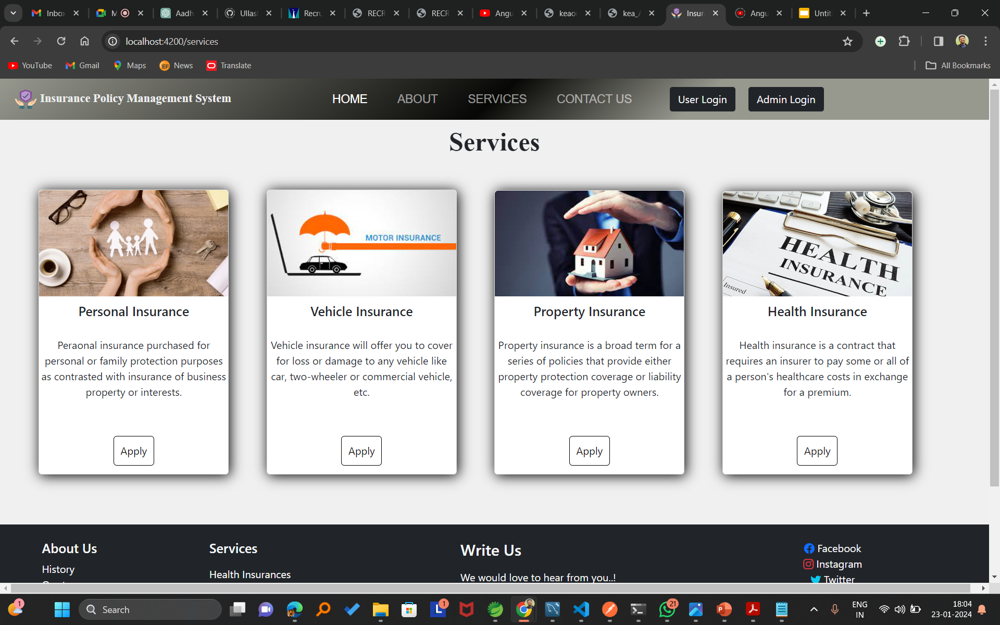 Inbo
M
Aadh
Ullas
Recru
RECR
RECR
Angu
keao
kea_A
Insur
Angu
Untit
localhost:4200/services
YouTube
Gmail
Maps
News
Translate
All Bookmarks
Insurance Policy Management System
HOME
ABOUT
SERVICES
CONTACT US
User Login
Admin Login
Services
MOTOR INSURANCE
HEALTH
INSURANCE
Insured
Personal Insurance
Peraonal insurance purchased for
personal or family protection purposes
as contrasted with insurance of business
property or interests.
Apply
Vehicle Insurance
Vehicle insurance will offer you to cover
for loss or damage to any vehicle like
car, two-wheeler or commercial vehicle,
etc.
Apply
Property Insurance
Property insurance is a broad term for a
series of policies that provide either
property protection coverage or liability
coverage for property owners.
Apply
Health Insurance
Health insurance is a contract that
requires an insurer to pay some or all of
a person's healthcare costs in exchange
for a premium.
Apply
About Us
History
Services
Health Insurances
Write Us
We would love to hear from you..!
Facebook
Instagram
Twitter
1
Search
L
1
21
ENG
IN
18:04
23-01-2024